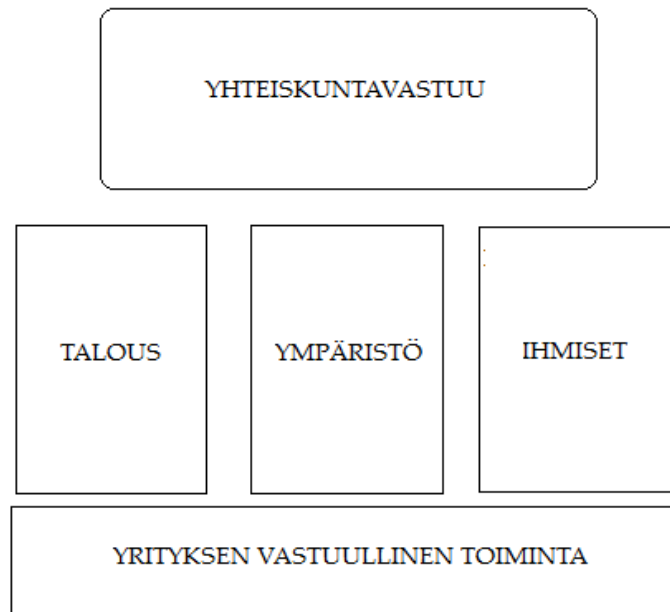 YHTEISKUNTAVASTUU
TALOUS
YMPÄRISTÖ
IHMISET
YRITYKSEN VASTUULLINEN TOIMINTA